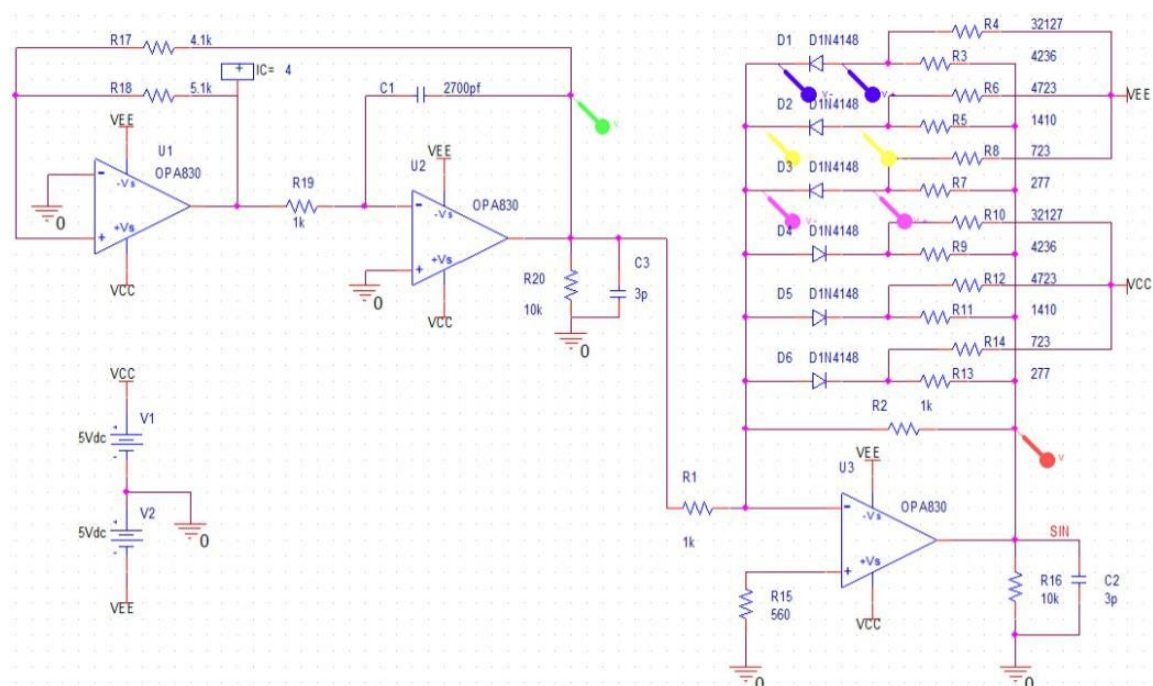 R17 4.1k
IC= 4
R18 5.1k
C1 2700pf
VEE
U1
OPA830
-Vs
+Vs
0
VCC
R19
1k
VEE
U2
OPA830
-Vs
+Vs
0
VCC
R20
10k
C3
3p
0
V
VCC
V1
5Vdc
V2
5Vdc
0
VEE
R4 32127
D1 D1N4148
R3 4236
V- V+
R6 4723
VEE
D2 D1N4148
R5 1410
R8 723
D3 D1N4148
R7 277
V- V+
R10 32127
D4 D1N4148
R9 4236
R12 4723
VCC
D5 D1N4148
R11 1410
R14 723
D6 D1N4148
R13 277
R2 1k
V
R1
1k
VEE
U3
OPA830
-Vs
+Vs
VCC
SIN
R15
560
R16
10k
C2
3p
0
0